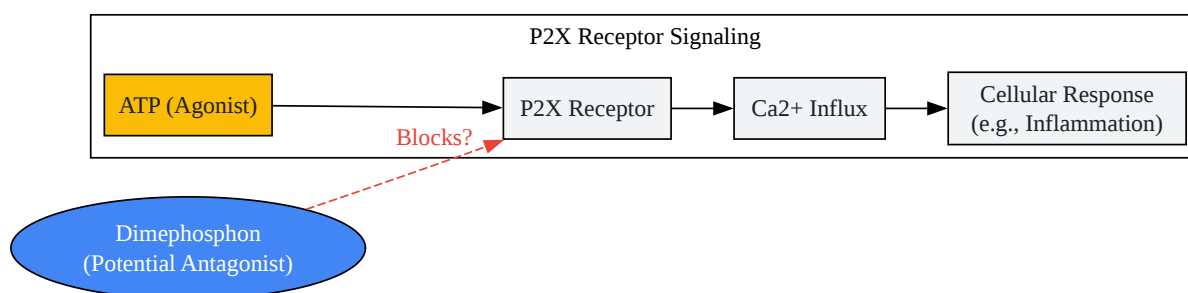 P2X Receptor Signaling
ATP (Agonist)
P2X Receptor
Ca2+ Influx
Cellular Response
(e.g., Inflammation)
Blocks?
Dimephosphon
(Potential Antagonist)